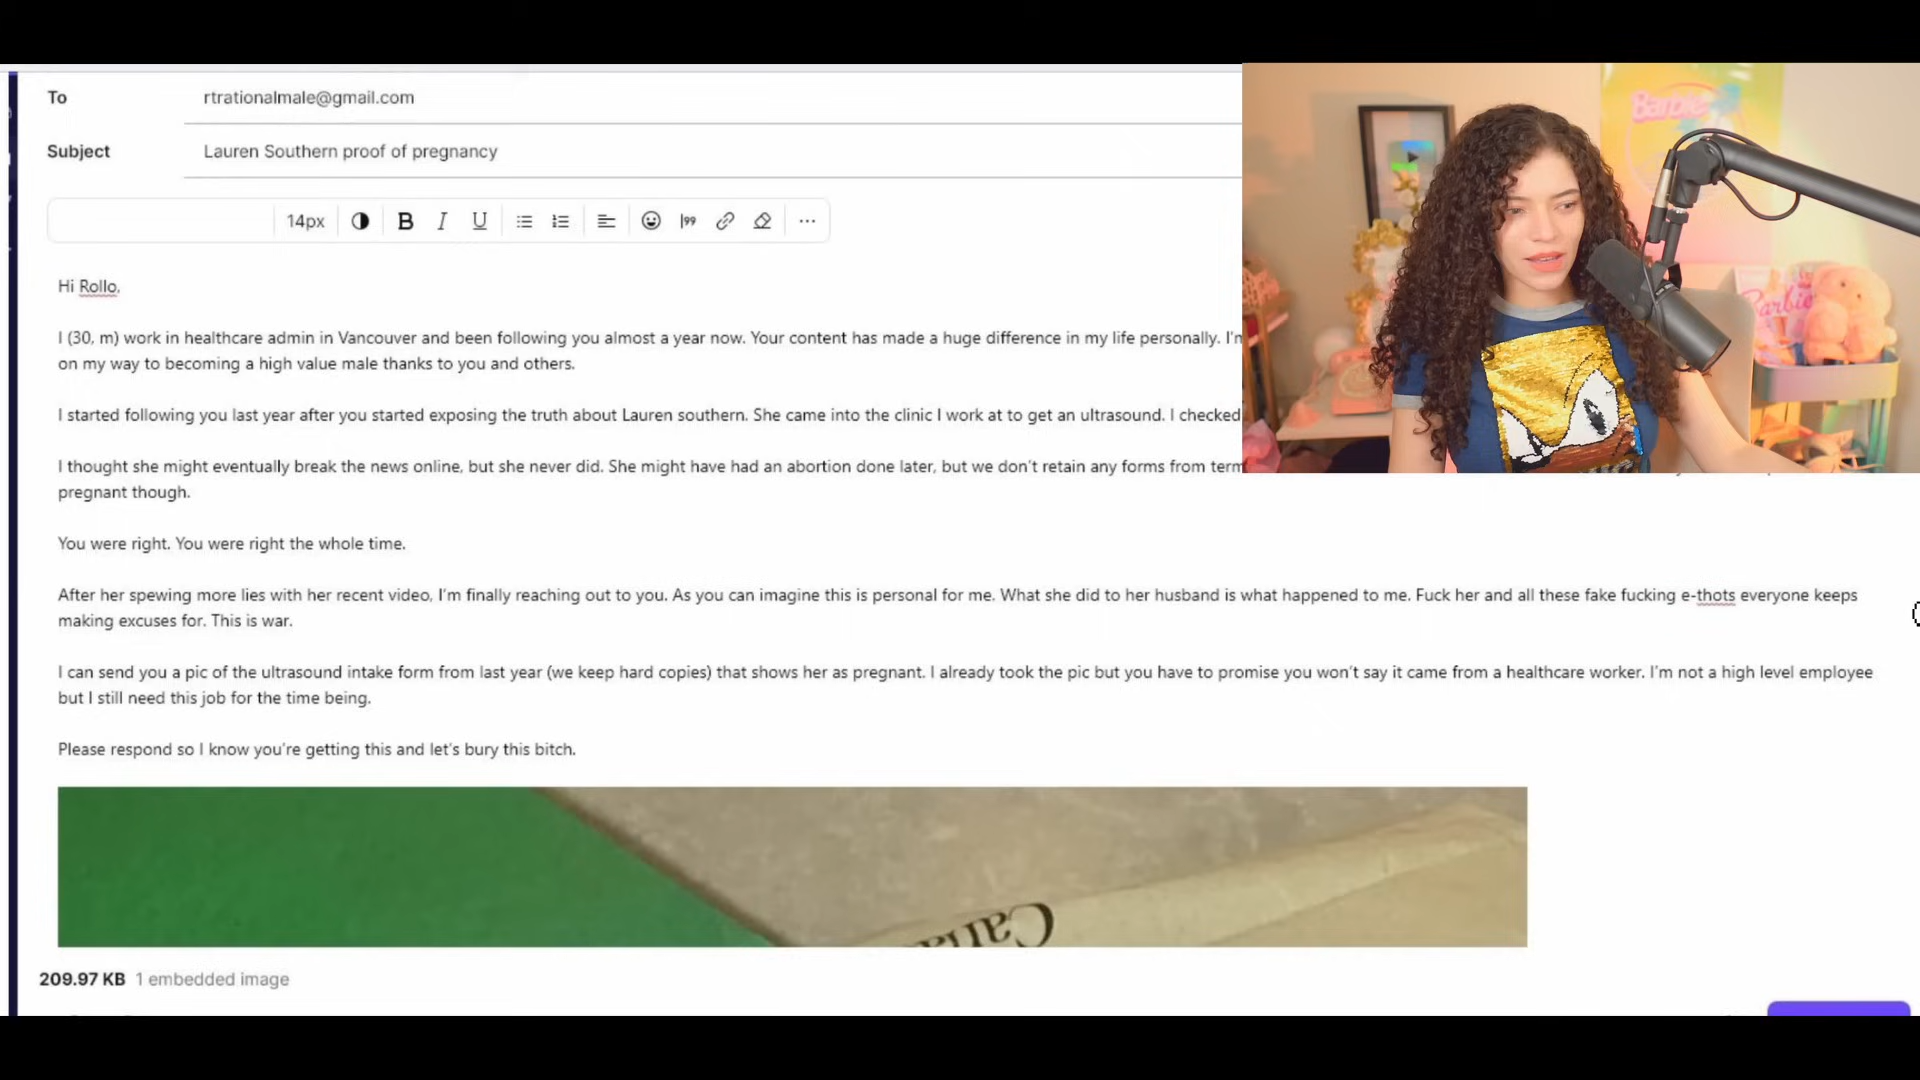 To
rtrationalmale@gmail.com
Subject
Lauren Southern proof of pregnancy
14px
B I U
Hi Rollo,
I (30, m) work in healthcare admin in Vancouver and been following you almost a year now. Your content has made a huge difference in my life personally. I'm
on my way to becoming a high value male thanks to you and others.
I started following you last year after you started exposing the truth about Lauren southern. She came into the clinic I work at to get an ultrasound. I checked
I thought she might eventually break the news online, but she never did. She might have had an abortion done later, but we don't retain any forms from
pregnant though.
You were right. You were right the whole time.
After her spewing more lies with her recent video, I'm finally reaching out to you. As you can imagine this is personal for me. What she did to her husband is what happened to me. Fuck her and all these fake fucking e-thots everyone keeps
making excuses for. This is war.
I can send you a pic of the ultrasound intake form from last year (we keep hard copies) that shows her as pregnant. I already took the pic but you have to promise you won't say it came from a healthcare worker. I'm not a high level employee
but I still need this job for the time being.
Please respond so I know you're getting this and let's bury this bitch.
Cana
209.97 KB 1 embedded image
Barbie
Barbie